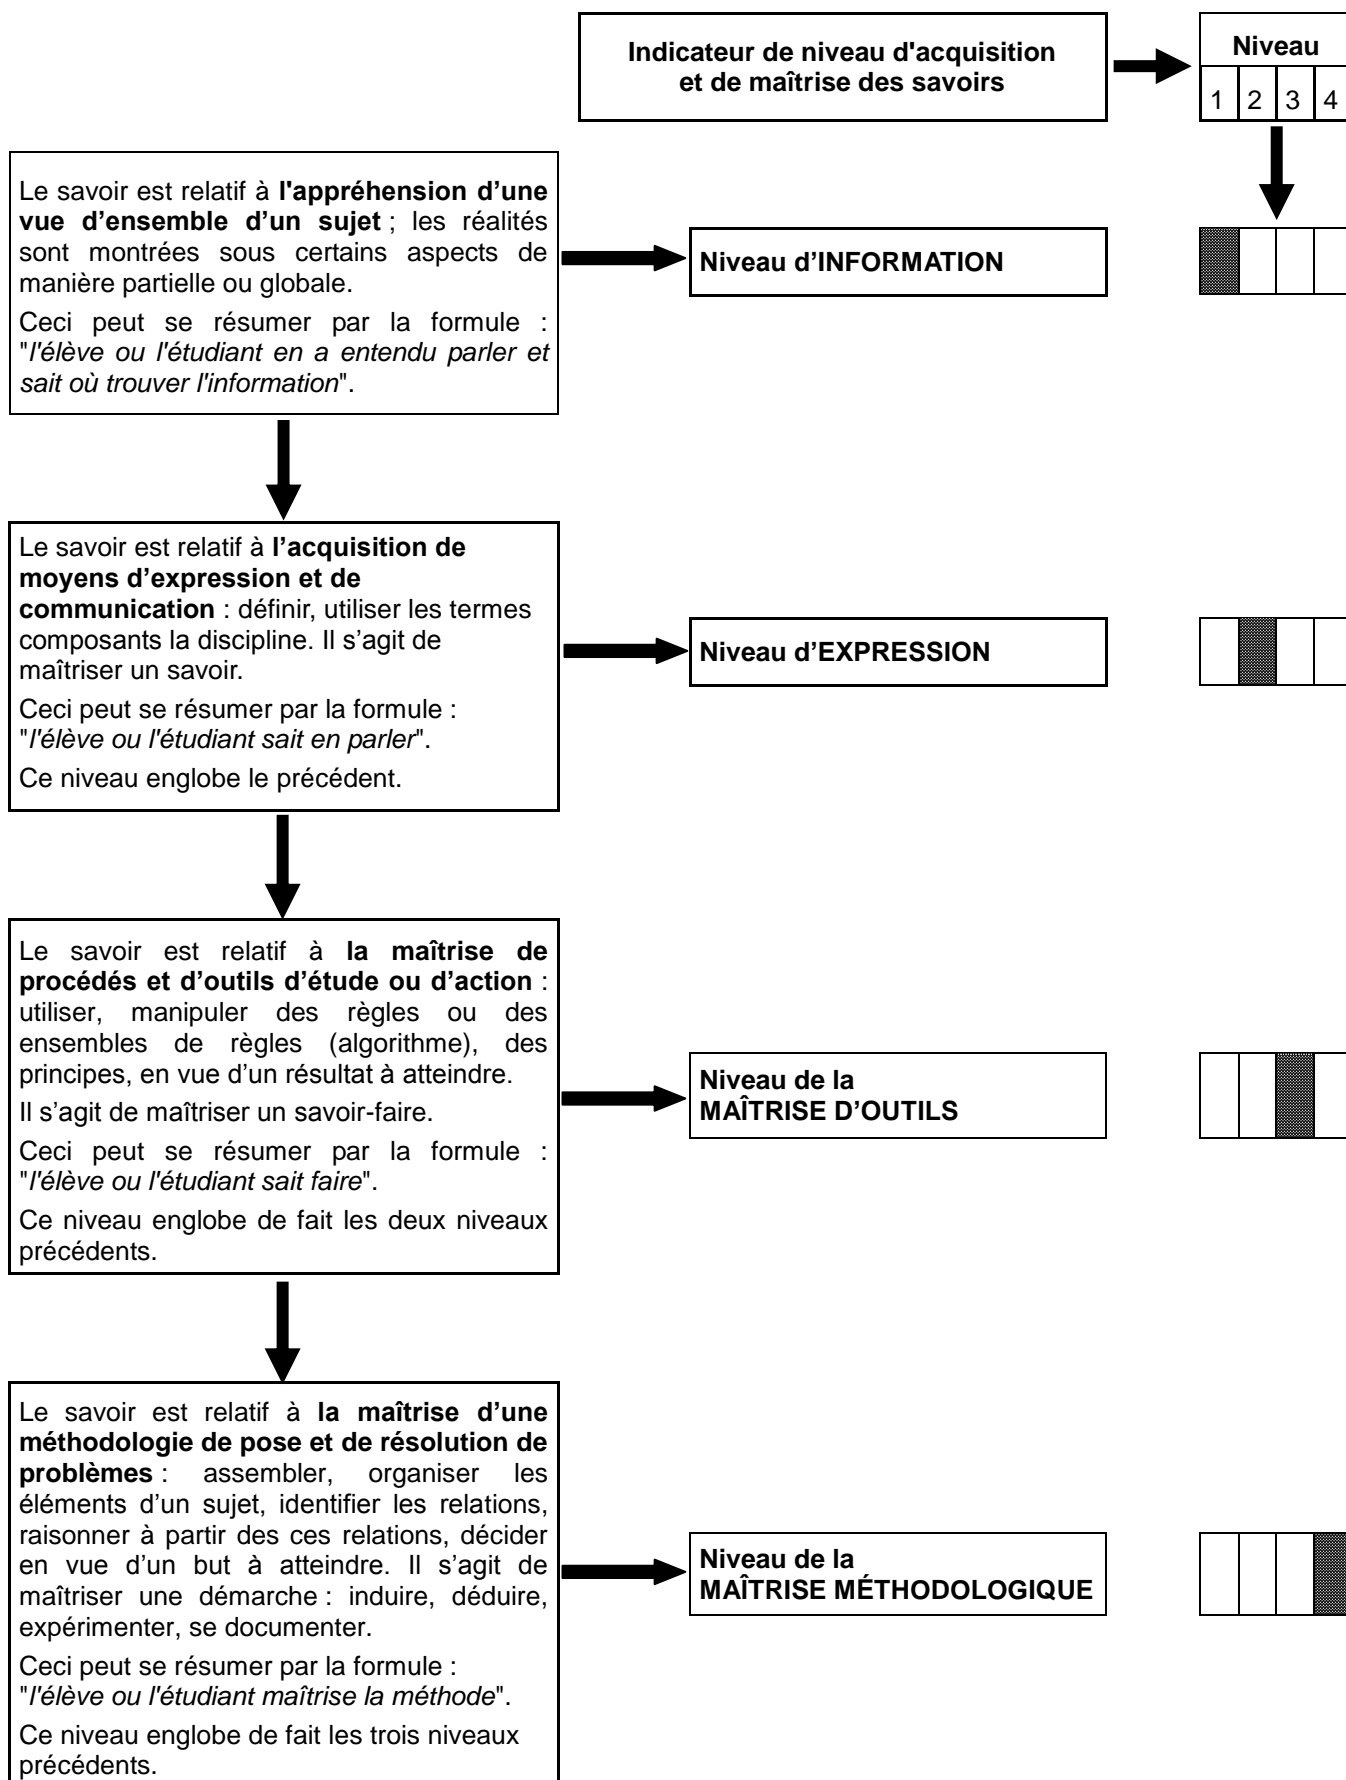 Indicateur de niveau d'acquisition
et de maîtrise des savoirs
Niveau
1 2 3 4
Le savoir est relatif à l'appréhension d’une
vue d’ensemble d’un sujet ; les réalités
sont montrées sous certains aspects de
manière partielle ou globale.
Ceci peut se résumer par la formule :
"l'élève ou l'étudiant en a entendu parler et
sait où trouver l'information".
Niveau d’INFORMATION
Le savoir est relatif à l’acquisition de
moyens d’expression et de
communication : définir, utiliser les termes
composants la discipline. Il s’agit de
maîtriser un savoir.
Ceci peut se résumer par la formule :
"l'élève ou l'étudiant sait en parler".
Ce niveau englobe le précédent.
Niveau d’EXPRESSION
Le savoir est relatif à la maîtrise de
procédés et d’outils d’étude ou d’action :
utiliser, manipuler des règles ou des
ensembles de règles (algorithme), des
principes, en vue d’un résultat à atteindre.
Il s’agit de maîtriser un savoir-faire.
Ceci peut se résumer par la formule :
"l'élève ou l'étudiant sait faire".
Ce niveau englobe de fait les deux niveaux
précédents.
Niveau de la
MAÎTRISE D’OUTILS
Le savoir est relatif à la maîtrise d’une
méthodologie de pose et de résolution de
problèmes : assembler, organiser les
éléments d’un sujet, identifier les relations,
raisonner à partir des ces relations, décider
en vue d’un but à atteindre. Il s’agit de
maîtriser une démarche : induire, déduire,
expérimenter, se documenter.
Ceci peut se résumer par la formule :
"l'élève ou l'étudiant maîtrise la méthode".
Ce niveau englobe de fait les trois niveaux
précédents.
Niveau de la
MAÎTRISE MÉTHODOLOGIQUE